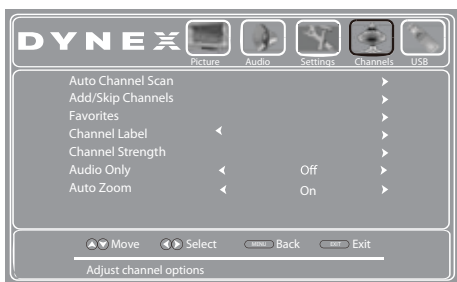 DYNEX
Picture Audio Settings Channels USB
Auto Channel Scan
Add/Skip Channels
Favorites
Channel Label
Channel Strength
Audio Only Off
Auto Zoom On
Move Select MENU Back EXIT Exit
Adjust channel options